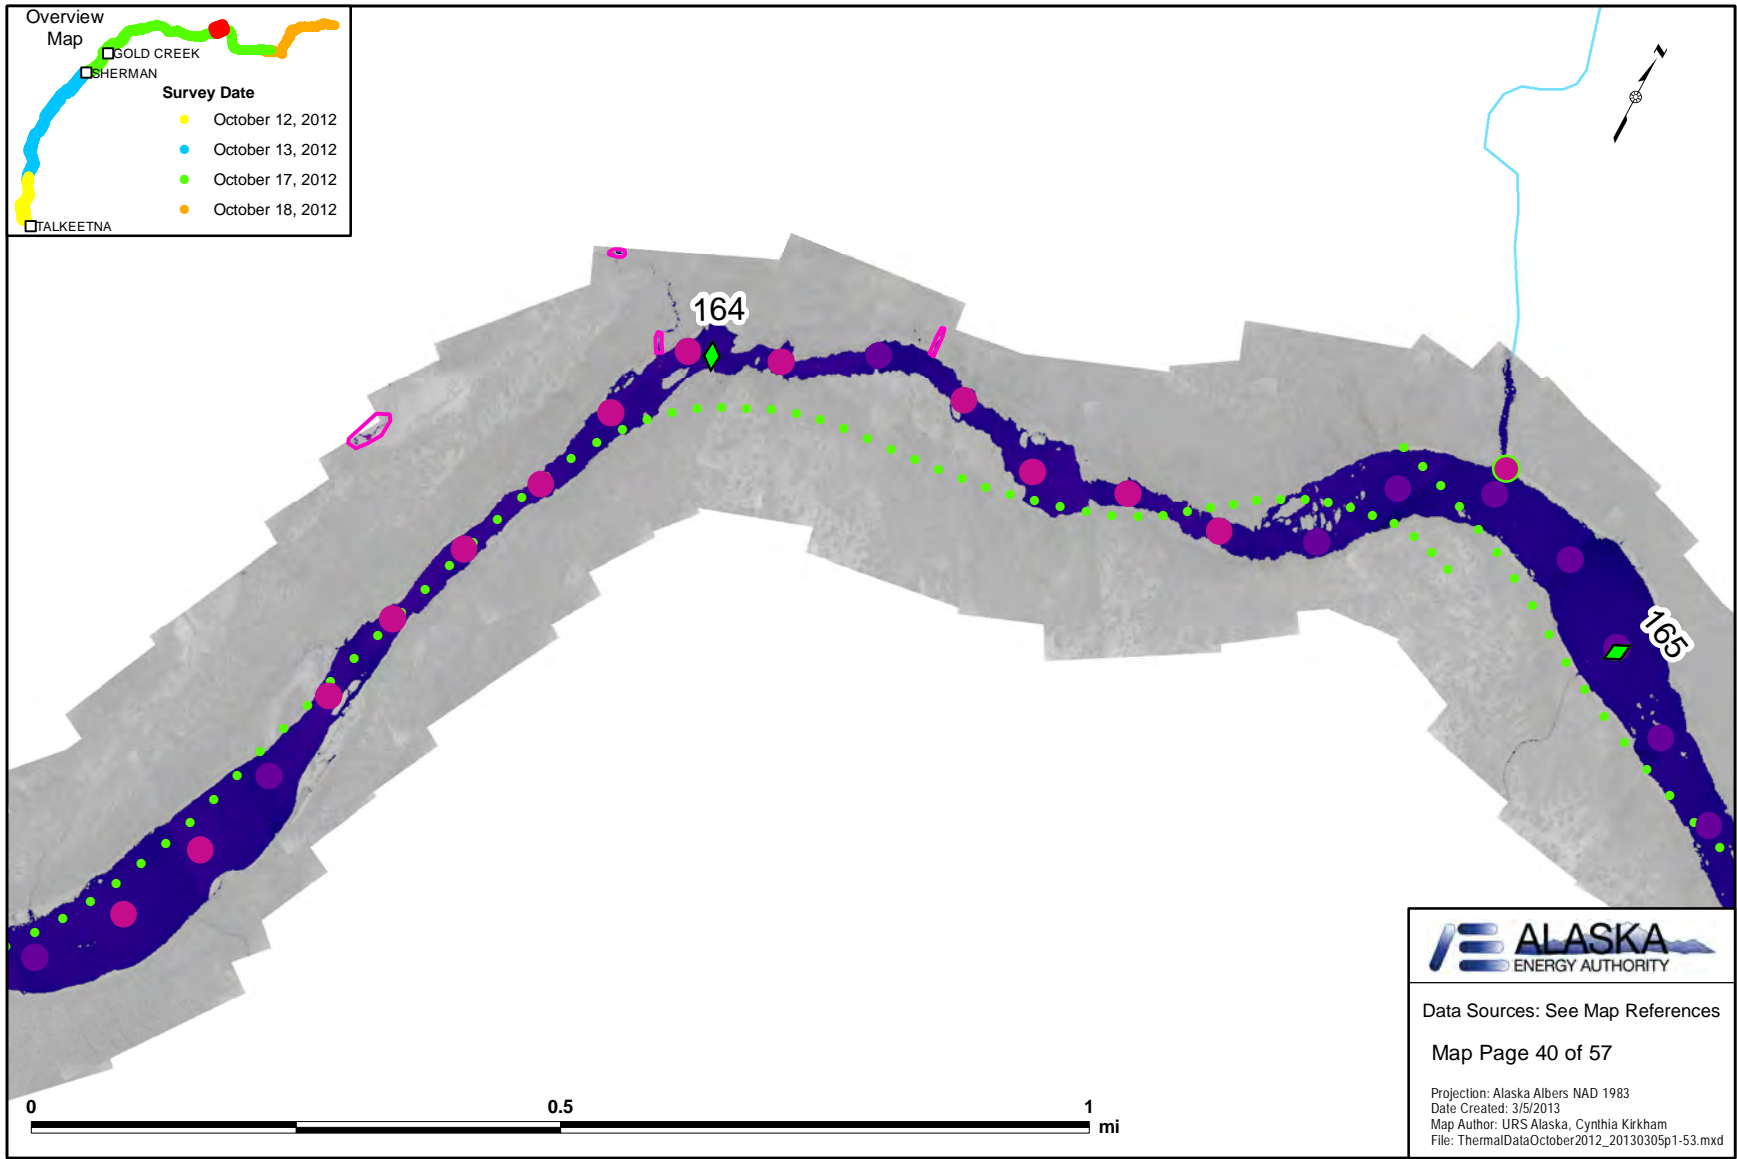 Overview
Map
GOLD CREEK
SHERMAN
Survey Date
October 12, 2012
October 13, 2012
October 17, 2012
October 18, 2012
TALKEETNA
N
164
165
0
0.5
1
mi
ALASKA
ENERGY AUTHORITY
Data Sources: See Map References
Map Page 40 of 57
Projection: Alaska Albers NAD 1983
Date Created: 3/5/2013
Map Author: URS Alaska, Cynthia Kirkham
File: ThermalDataOctober2012_20130305p1-53.mxd